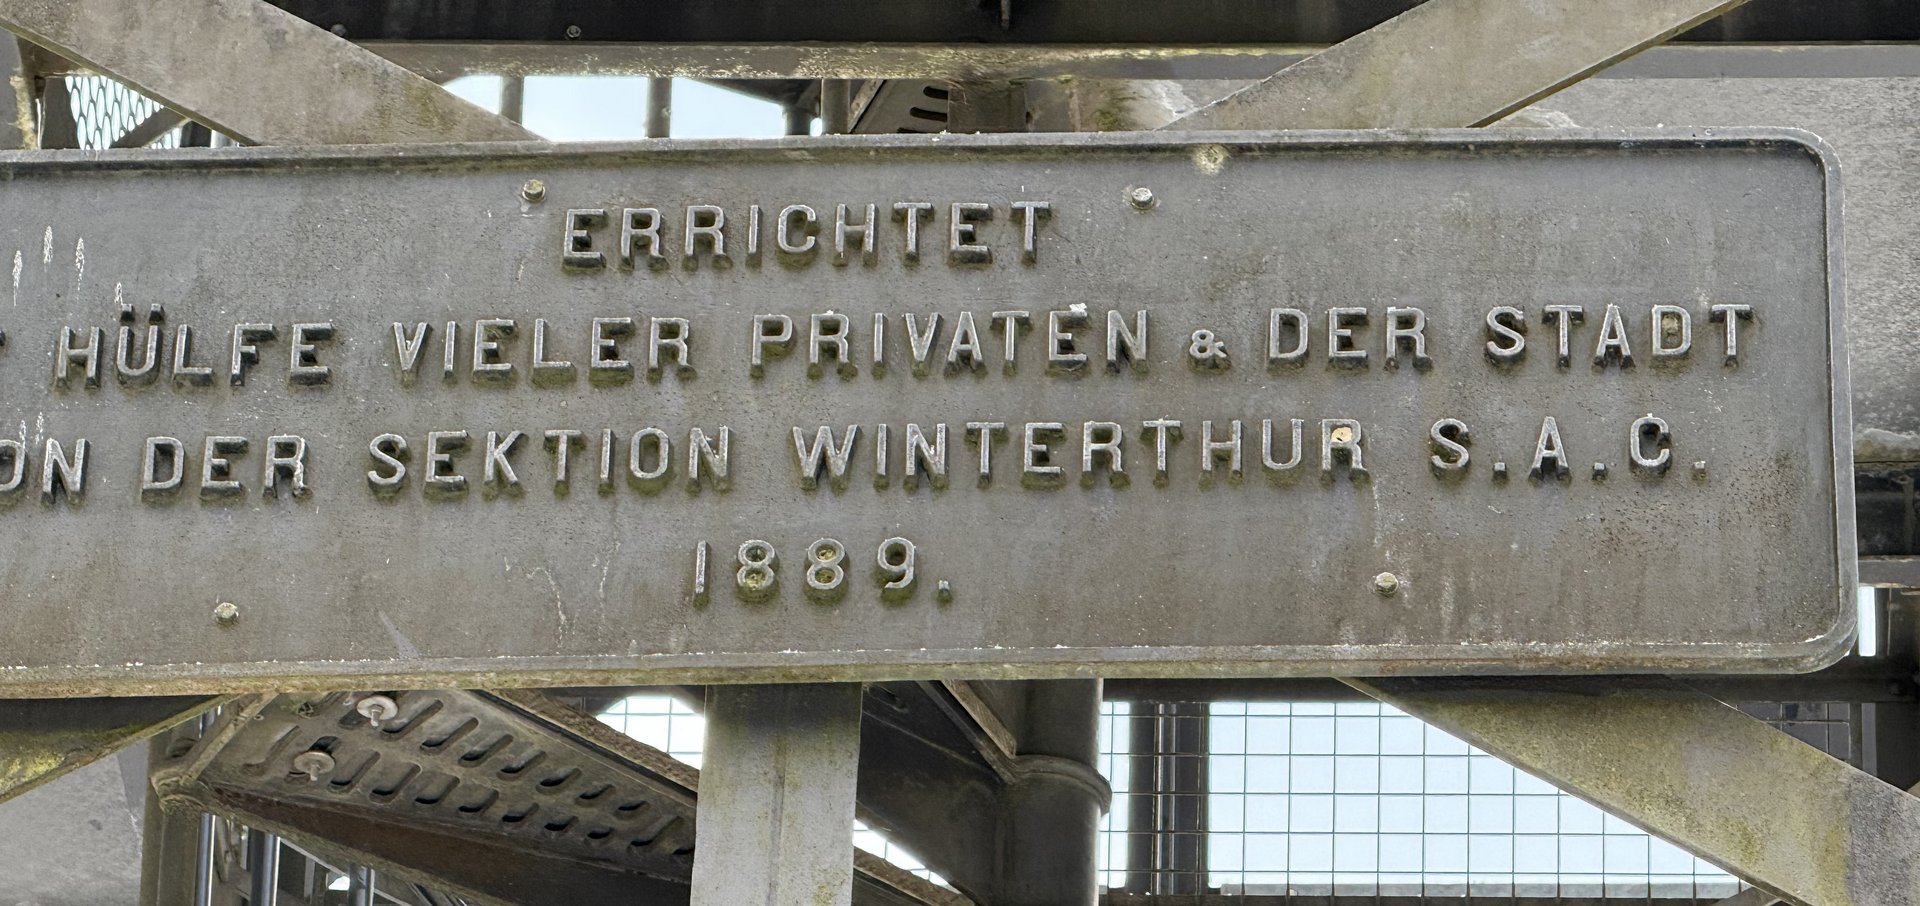 ERRICHTET
HÜLFE VIELER PRIVATEN & DER STADT
DER SEKTION WINTERTHUR S.A.C.
1889.